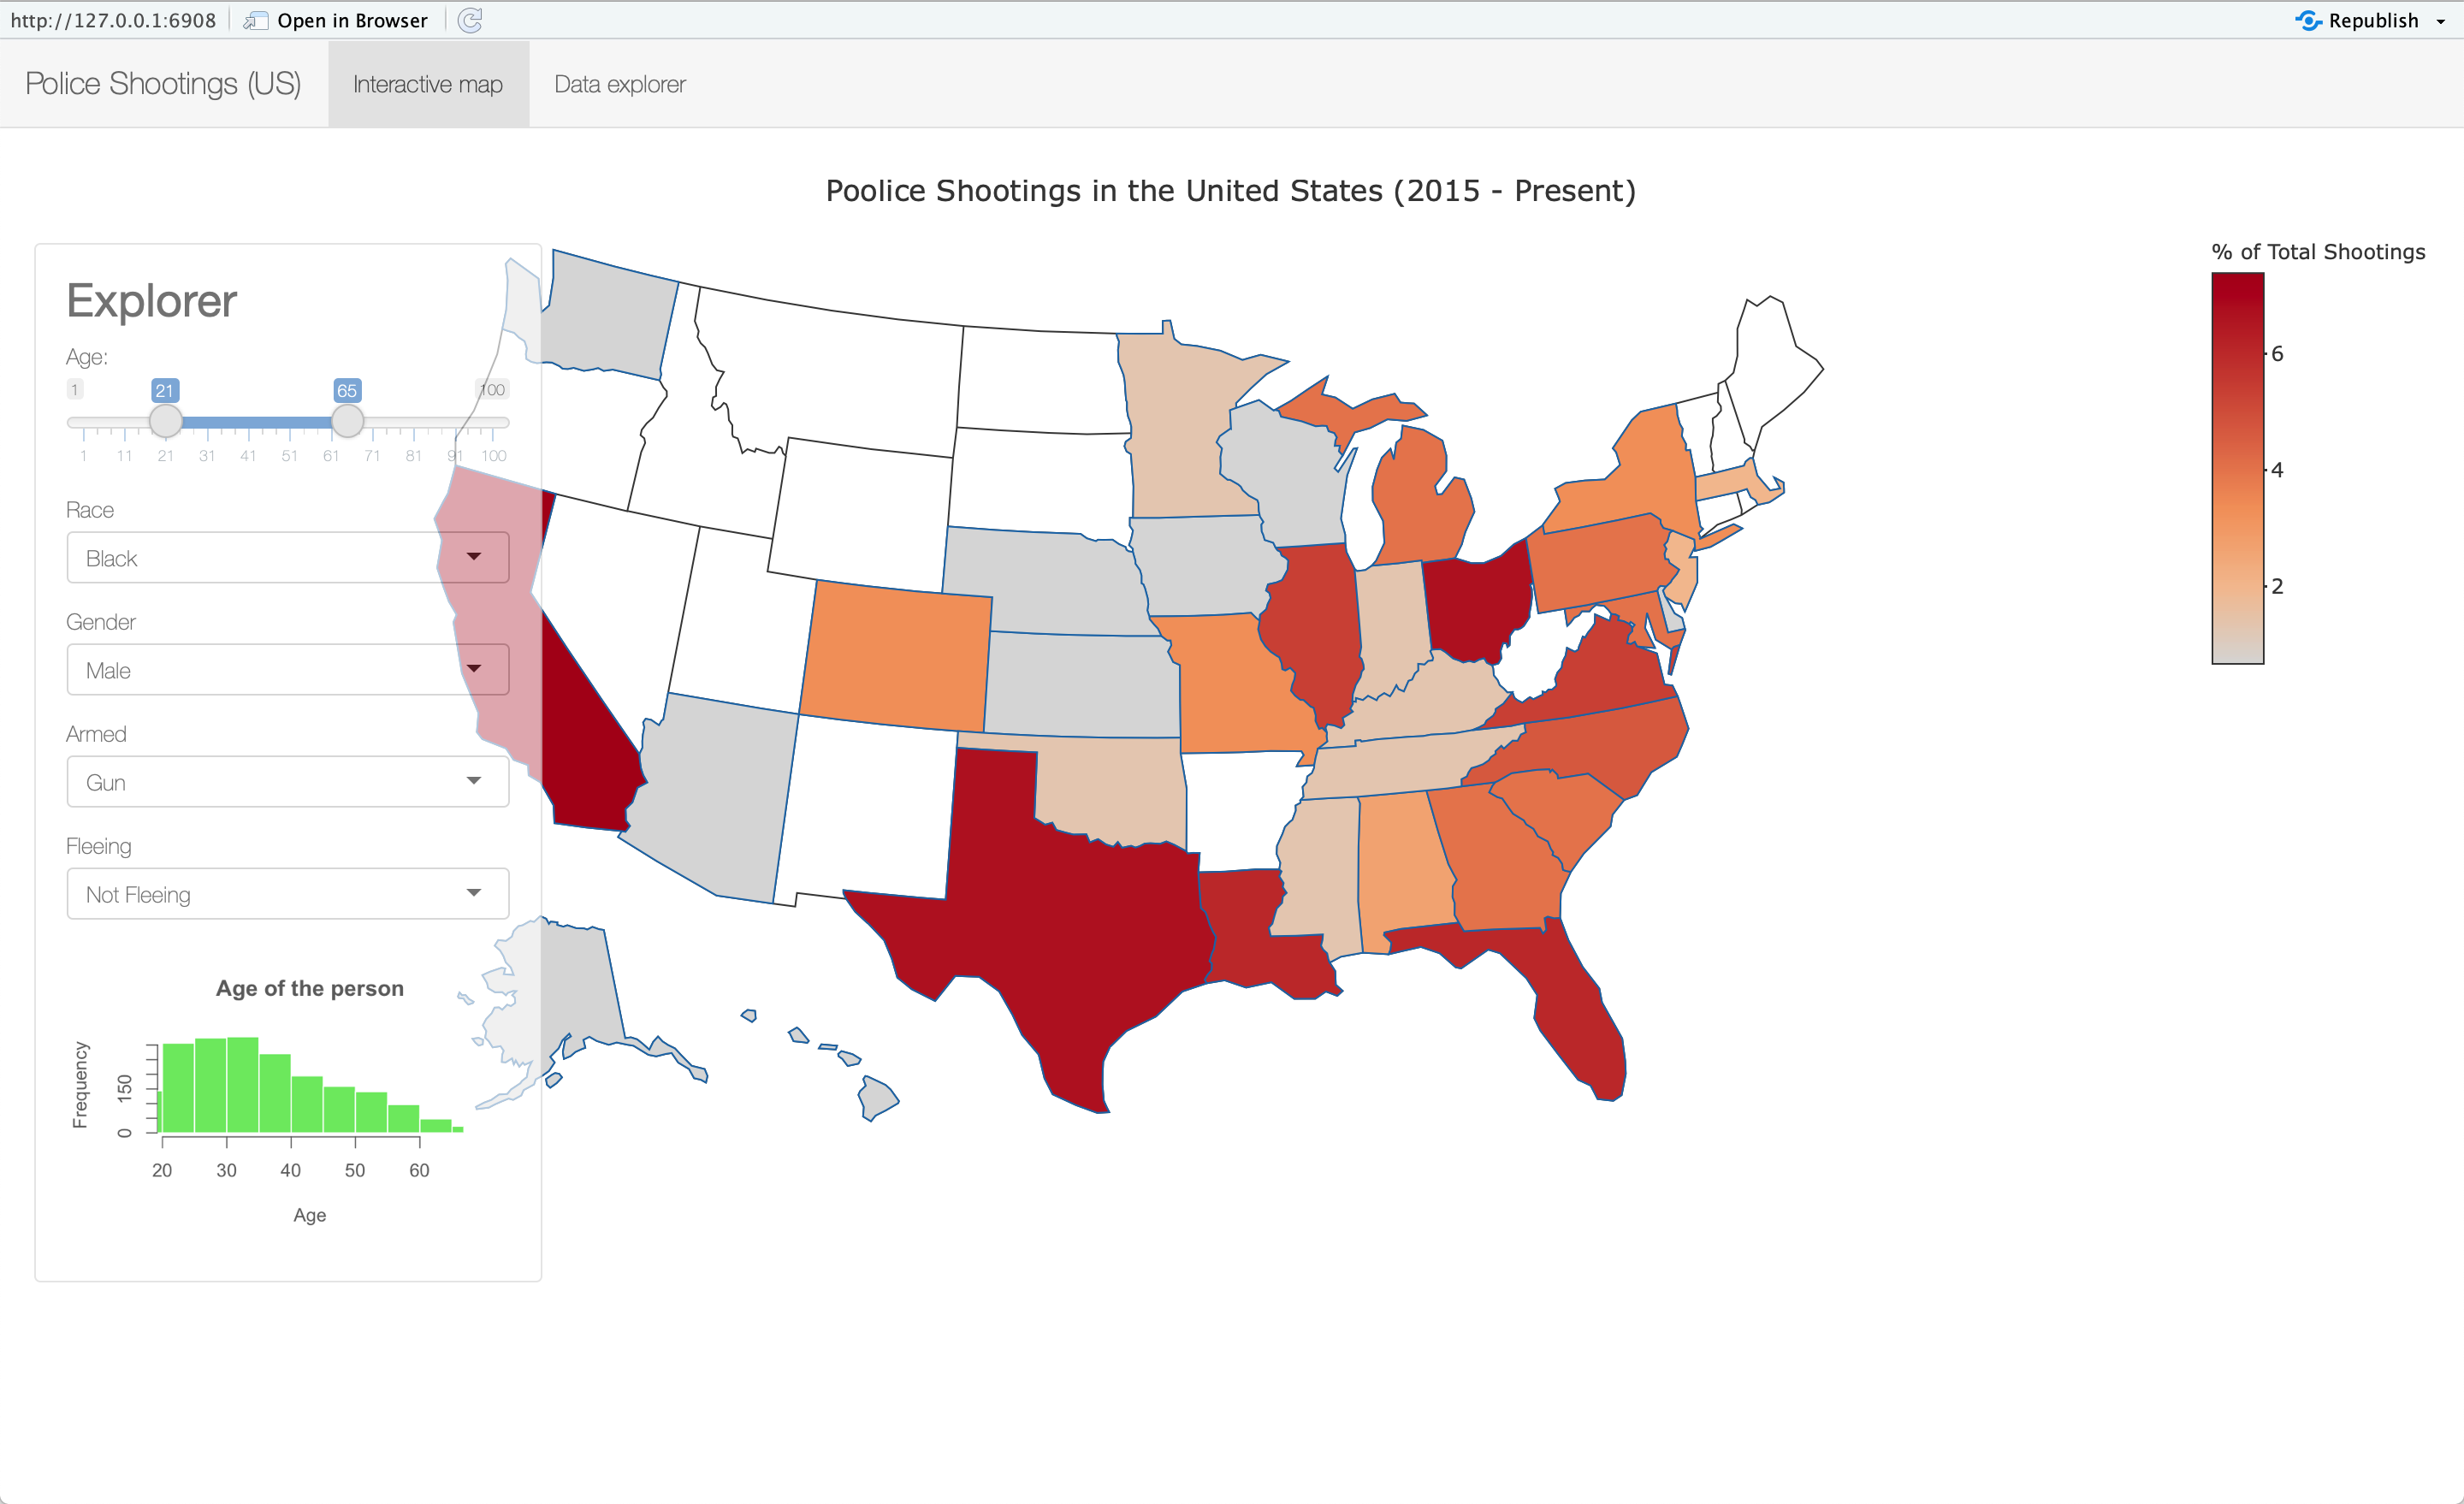 http://127.0.0.1:6908 Open in Browser Republish
Police Shootings (US) Interactive map Data explorer
Poolice Shootings in the United States (2015 - Present)
% of Total Shootings
6
4
2
Explorer
Age:
1 21 65 100
1 11 21 31 41 51 61 71 81 91 100
Race
Black
Gender
Male
Armed
Gun
Fleeing
Not Fleeing
Age of the person
Frequency
150
0
20 30 40 50 60
Age